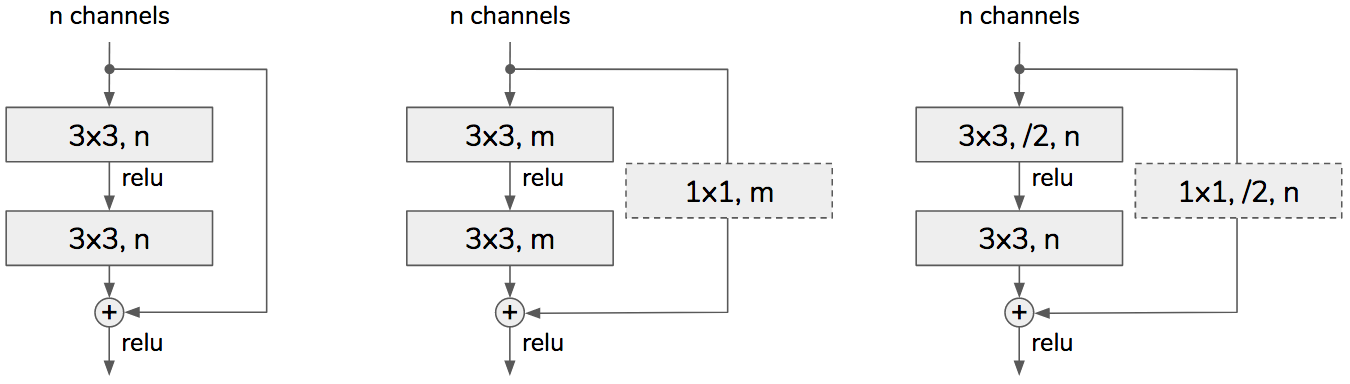 n channels
3x3, n
relu
3x3, n
+
relu
n channels
3x3, m
relu
1x1, m
3x3, m
+
relu
n channels
3x3, /2, n
relu
1x1, /2, n
3x3, n
+
relu